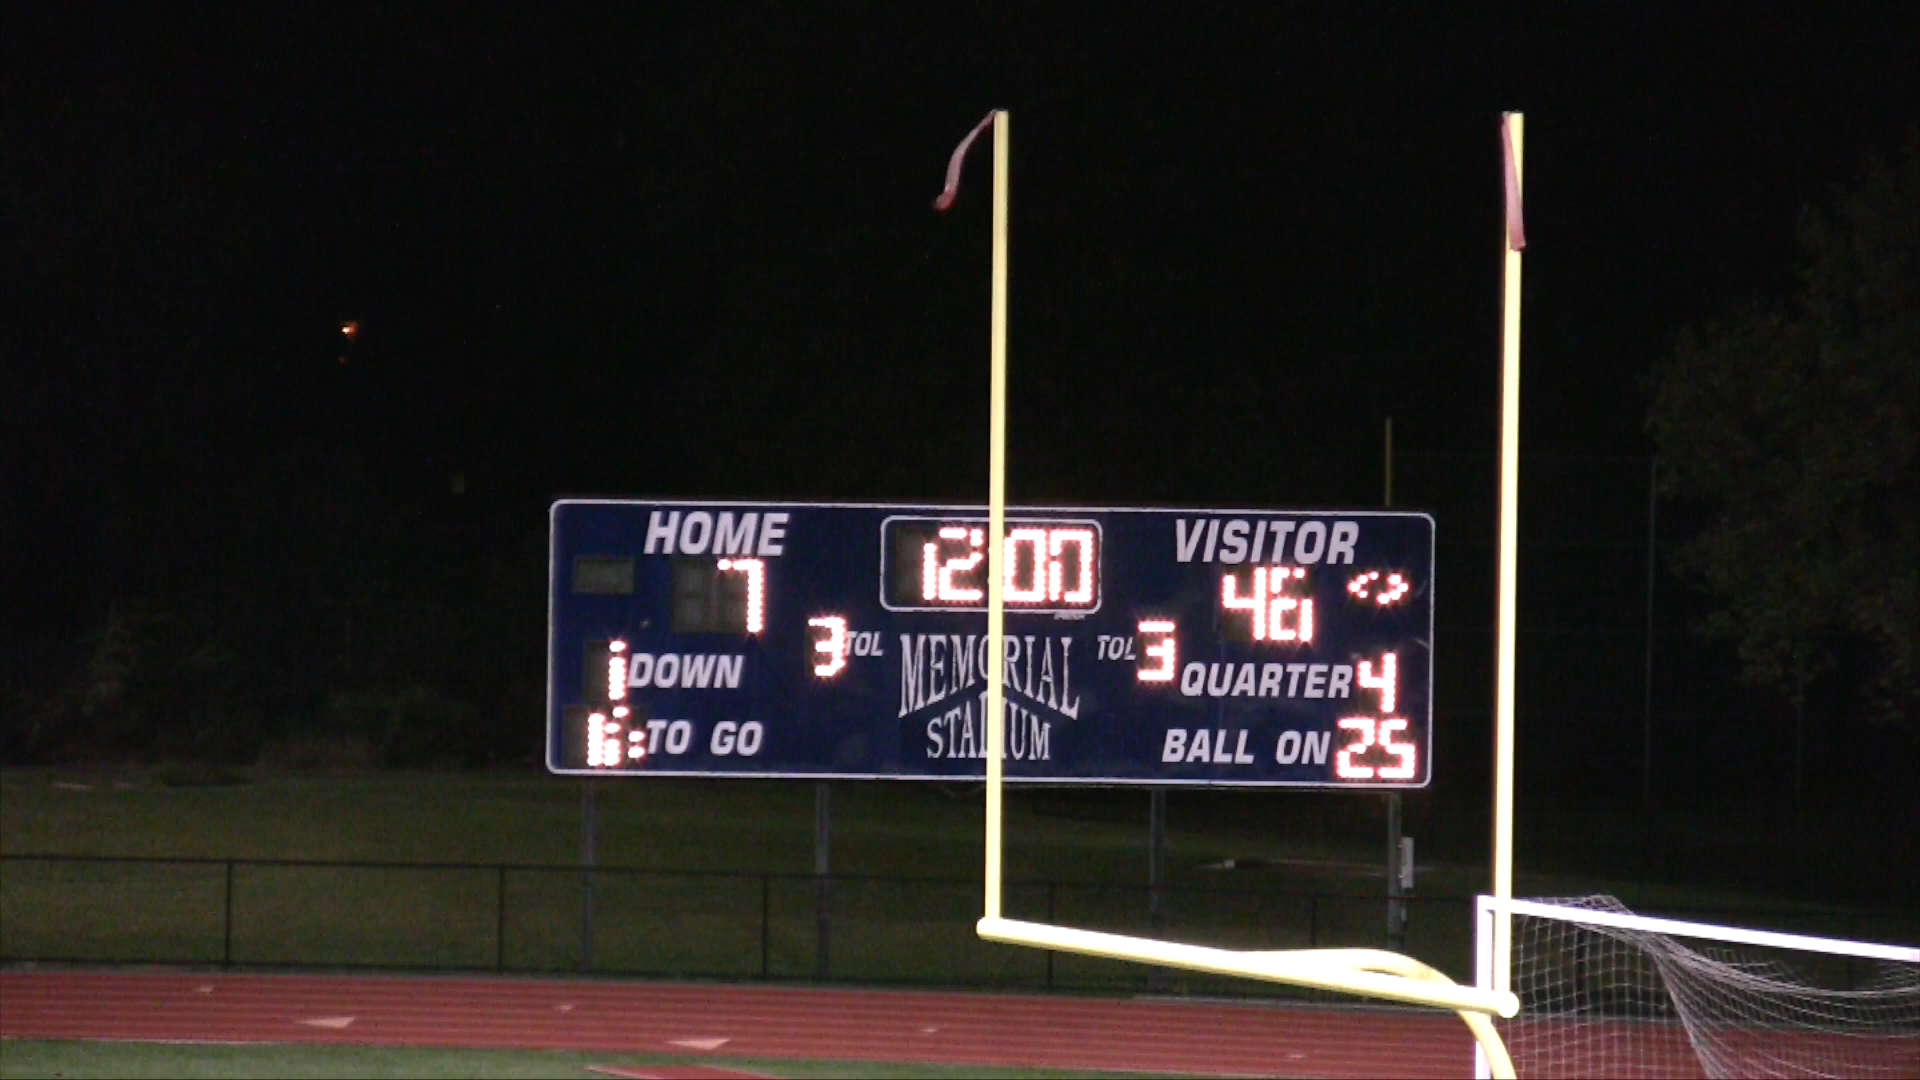 HOME 12:00 VISITOR
7 46
3 TOL TOL 3
1 DOWN MEMORIAL QUARTER 4
TO GO STADIUM BALL ON 25